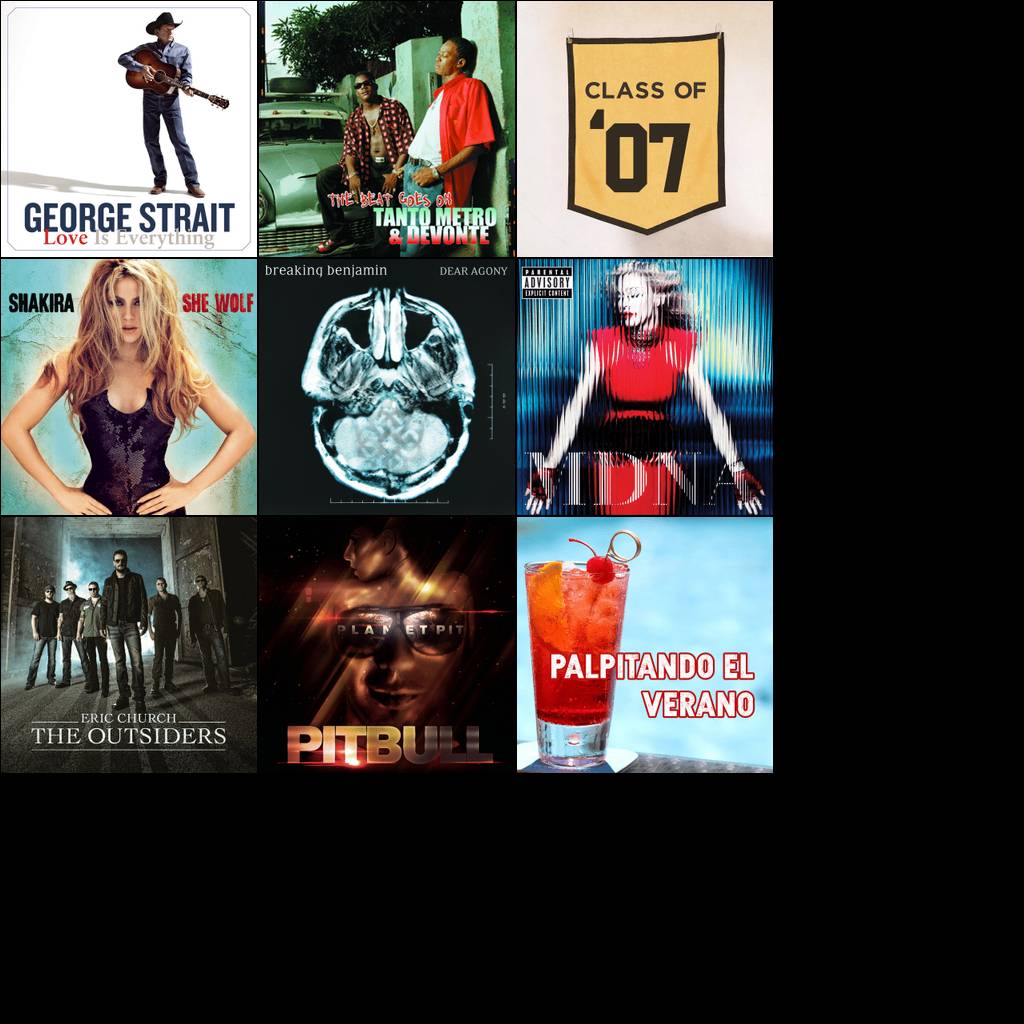 GEORGE STRAIT
Love Is Everything
THE BEAT GOES ON
TANTO METRO
& DEVONTE
CLASS OF
'07
SHAKIRA
SHE WOLF
breaking benjamin
DEAR AGONY
PARENTAL
ADVISORY
EXPLICIT CONTENT
MDNA
ERIC CHURCH
THE OUTSIDERS
PLANET PIT
PITBULL
PALPITANDO EL
VERANO